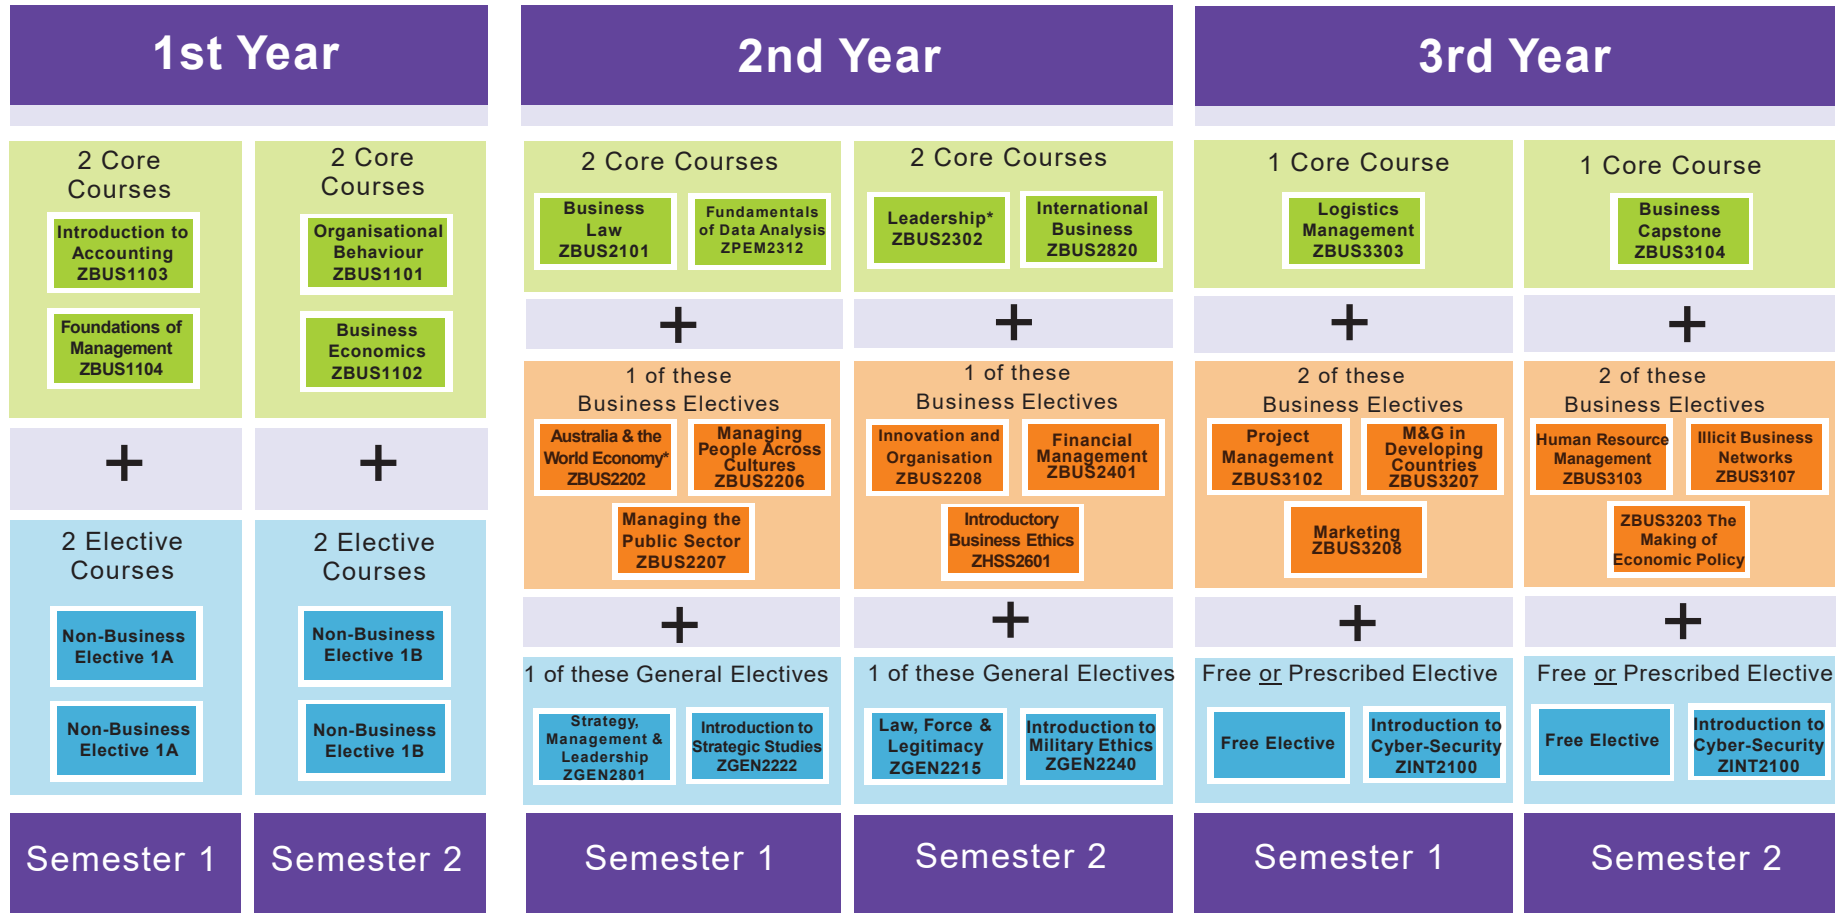 1st Year
2 Core
Courses
Introduction to
Accounting
ZBUS1103
Foundations of
Management
ZBUS1104
+
2 Elective
Courses
Non-Business
Elective 1A
Non-Business
Elective 1A
Semester 1
2 Core
Courses
Organisational
Behaviour
ZBUS1101
Business
Economics
ZBUS1102
+
2 Elective
Courses
Non-Business
Elective 1B
Non-Business
Elective 1B
Semester 2
2nd Year
2 Core Courses
Business
Law
ZBUS2101
Fundamentals
of Data Analysis
ZPEM2312
+
1 of these
Business Electives
Australia & the
World Economy*
ZBUS2202
Managing
People Across
Cultures
ZBUS2206
Managing the
Public Sector
ZBUS2207
+
1 of these General Electives
Strategy,
Management &
Leadership
ZGEN2801
Introduction to
Strategic Studies
ZGEN2222
Semester 1
2 Core Courses
Leadership*
ZBUS2302
International
Business
ZBUS2820
+
1 of these
Business Electives
Innovation and
Organisation
ZBUS2208
Financial
Management
ZBUS2401
Introductory
Business Ethics
ZHSS2601
+
1 of these General Electives
Law, Force &
Legitimacy
ZGEN2215
Introduction to
Military Ethics
ZGEN2240
Semester 2
3rd Year
1 Core Course
Logistics
Management
ZBUS3303
+
2 of these
Business Electives
Project
Management
ZBUS3102
M&G in
Developing
Countries
ZBUS3207
Marketing
ZBUS3208
+
Free or Prescribed Elective
Free Elective
Introduction to
Cyber-Security
ZINT2100
Semester 1
1 Core Course
Business
Capstone
ZBUS3104
+
2 of these
Business Electives
Human Resource
Management
ZBUS3103
Illicit Business
Networks
ZBUS3107
ZBUS3203 The
Making of
Economic Policy
+
Free or Prescribed Elective
Free Elective
Introduction to
Cyber-Security
ZINT2100
Semester 2